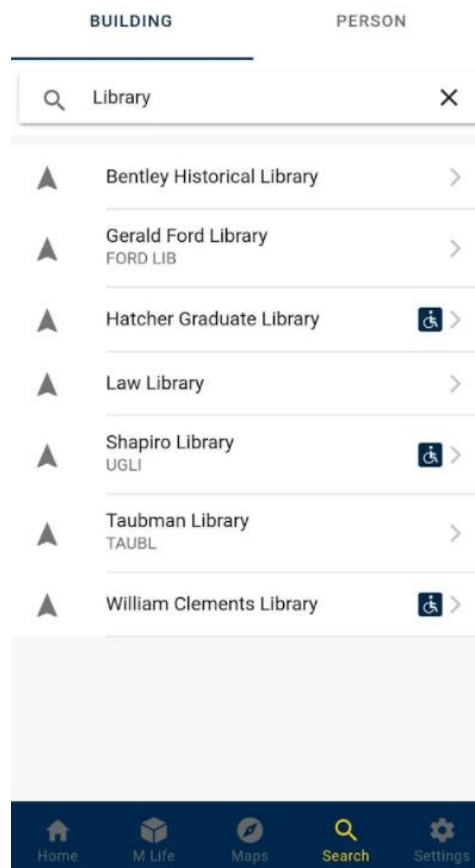 BUILDING PERSON
Library
Bentley Historical Library
Gerald Ford Library
FORD LIB
Hatcher Graduate Library
Law Library
Shapiro Library
UGLI
Taubman Library
TAUBL
William Clements Library
Home M Life Maps Search Settings